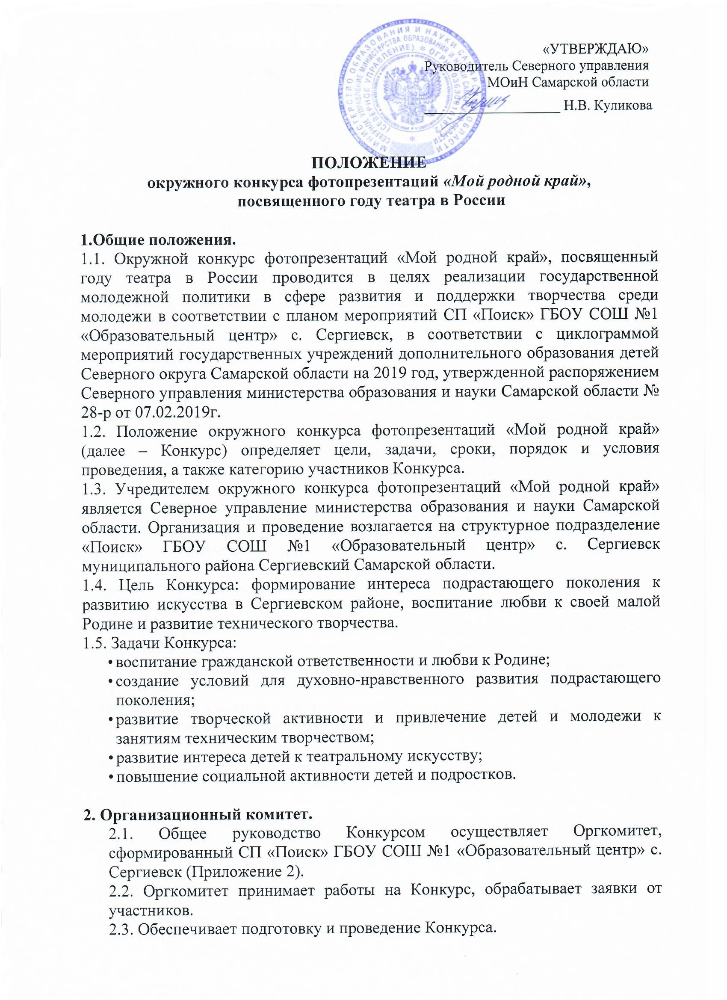 «УТВЕРЖДАЮ»
Руководитель Северного управления
МОиН Самарской области
Н.В. Куликова
ПОЛОЖЕНИЕ
окружного конкурса фотопрезентаций «Мой родной край»,
посвященного году театра в России
1.Общие положения.
1.1. Окружной конкурс фотопрезентаций «Мой родной край», посвященный
году театра в России проводится в целях реализации государственной
молодежной политики в сфере развития и поддержки творчества среди
молодежи в соответствии с планом мероприятий СП «Поиск» ГБОУ СОШ №1
«Образовательный центр» с. Сергиевск, в соответствии с циклограммой
мероприятий государственных учреждений дополнительного образования детей
Северного округа Самарской области на 2019 год, утвержденной распоряжением
Северного управления министерства образования и науки Самарской области №
28-р от 07.02.2019г.
1.2. Положение окружного конкурса фотопрезентаций «Мой родной край»
(далее – Конкурс) определяет цели, задачи, сроки, порядок и условия
проведения, а также категорию участников Конкурса.
1.3. Учредителем окружного конкурса фотопрезентаций «Мой родной край»
является Северное управление министерства образования и науки Самарской
области. Организация и проведение возлагается на структурное подразделение
«Поиск» ГБОУ СОШ №1 «Образовательный центр» с. Сергиевск
муниципального района Сергиевский Самарской области.
1.4. Цель Конкурса: формирование интереса подрастающего поколения к
развитию искусства в Сергиевском районе, воспитание любви к своей малой
Родине и развитие технического творчества.
1.5. Задачи Конкурса:
• воспитание гражданской ответственности и любви к Родине;
• создание условий для духовно-нравственного развития подрастающего
поколения;
• развитие творческой активности и привлечение детей и молодежи к
занятиям техническим творчеством;
• развитие интереса детей к театральному искусству;
• повышение социальной активности детей и подростков.
2. Организационный комитет.
2.1. Общее руководство Конкурсом осуществляет Оргкомитет,
сформированный СП «Поиск» ГБОУ СОШ №1 «Образовательный центр» с.
Сергиевск (Приложение 2).
2.2. Оргкомитет принимает работы на Конкурс, обрабатывает заявки от
участников.
2.3. Обеспечивает подготовку и проведение Конкурса.
МИНИСТЕРСТВО ОБРАЗОВАНИЯ И НАУКИ САМАРСКОЙ ОБЛАСТИ
(СЕВЕРНОЕ УПРАВЛЕНИЕ)